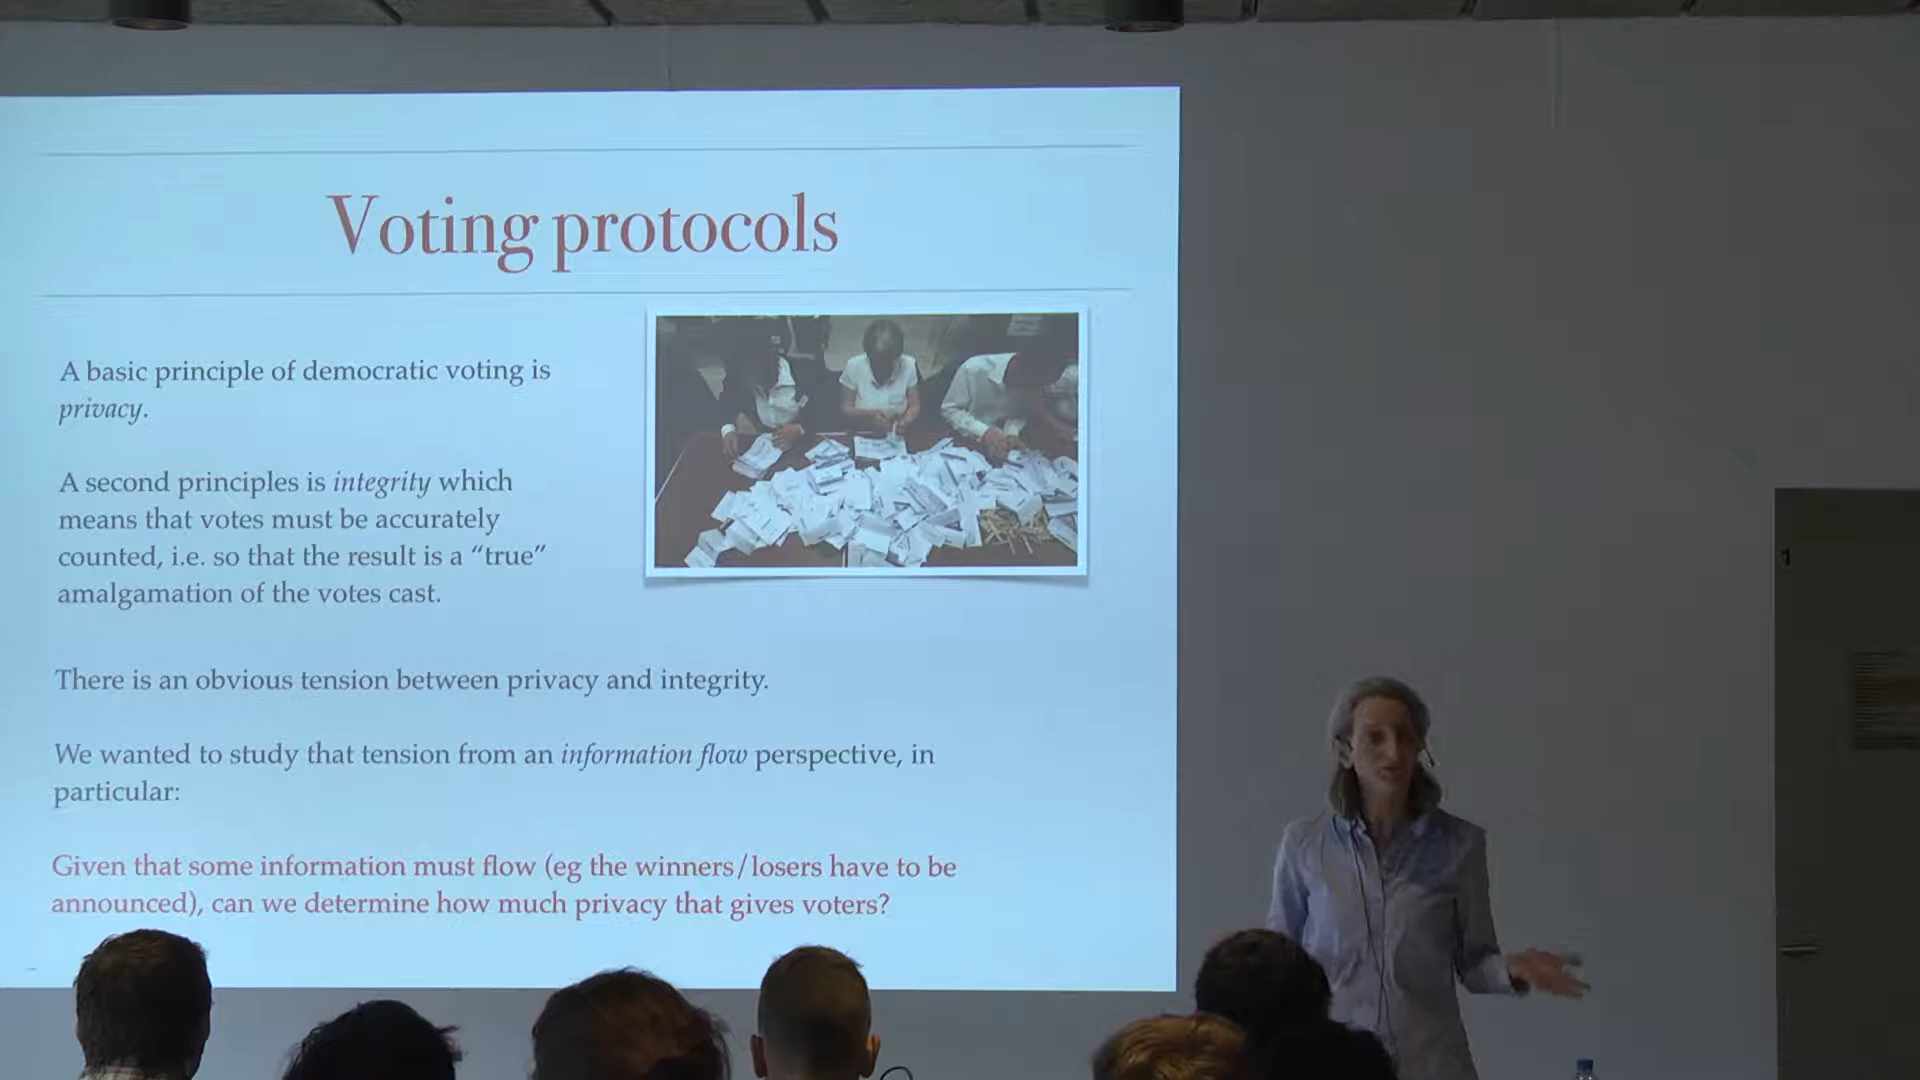 Voting protocols
A basic principle of democratic voting is
privacy.
A second principles is integrity which
means that votes must be accurately
counted, i.e. so that the result is a “true”
amalgamation of the votes cast.
There is an obvious tension between privacy and integrity.
We wanted to study that tension from an information flow perspective, in
particular:
Given that some information must flow (eg the winners/losers have to be
announced), can we determine how much privacy that gives voters?